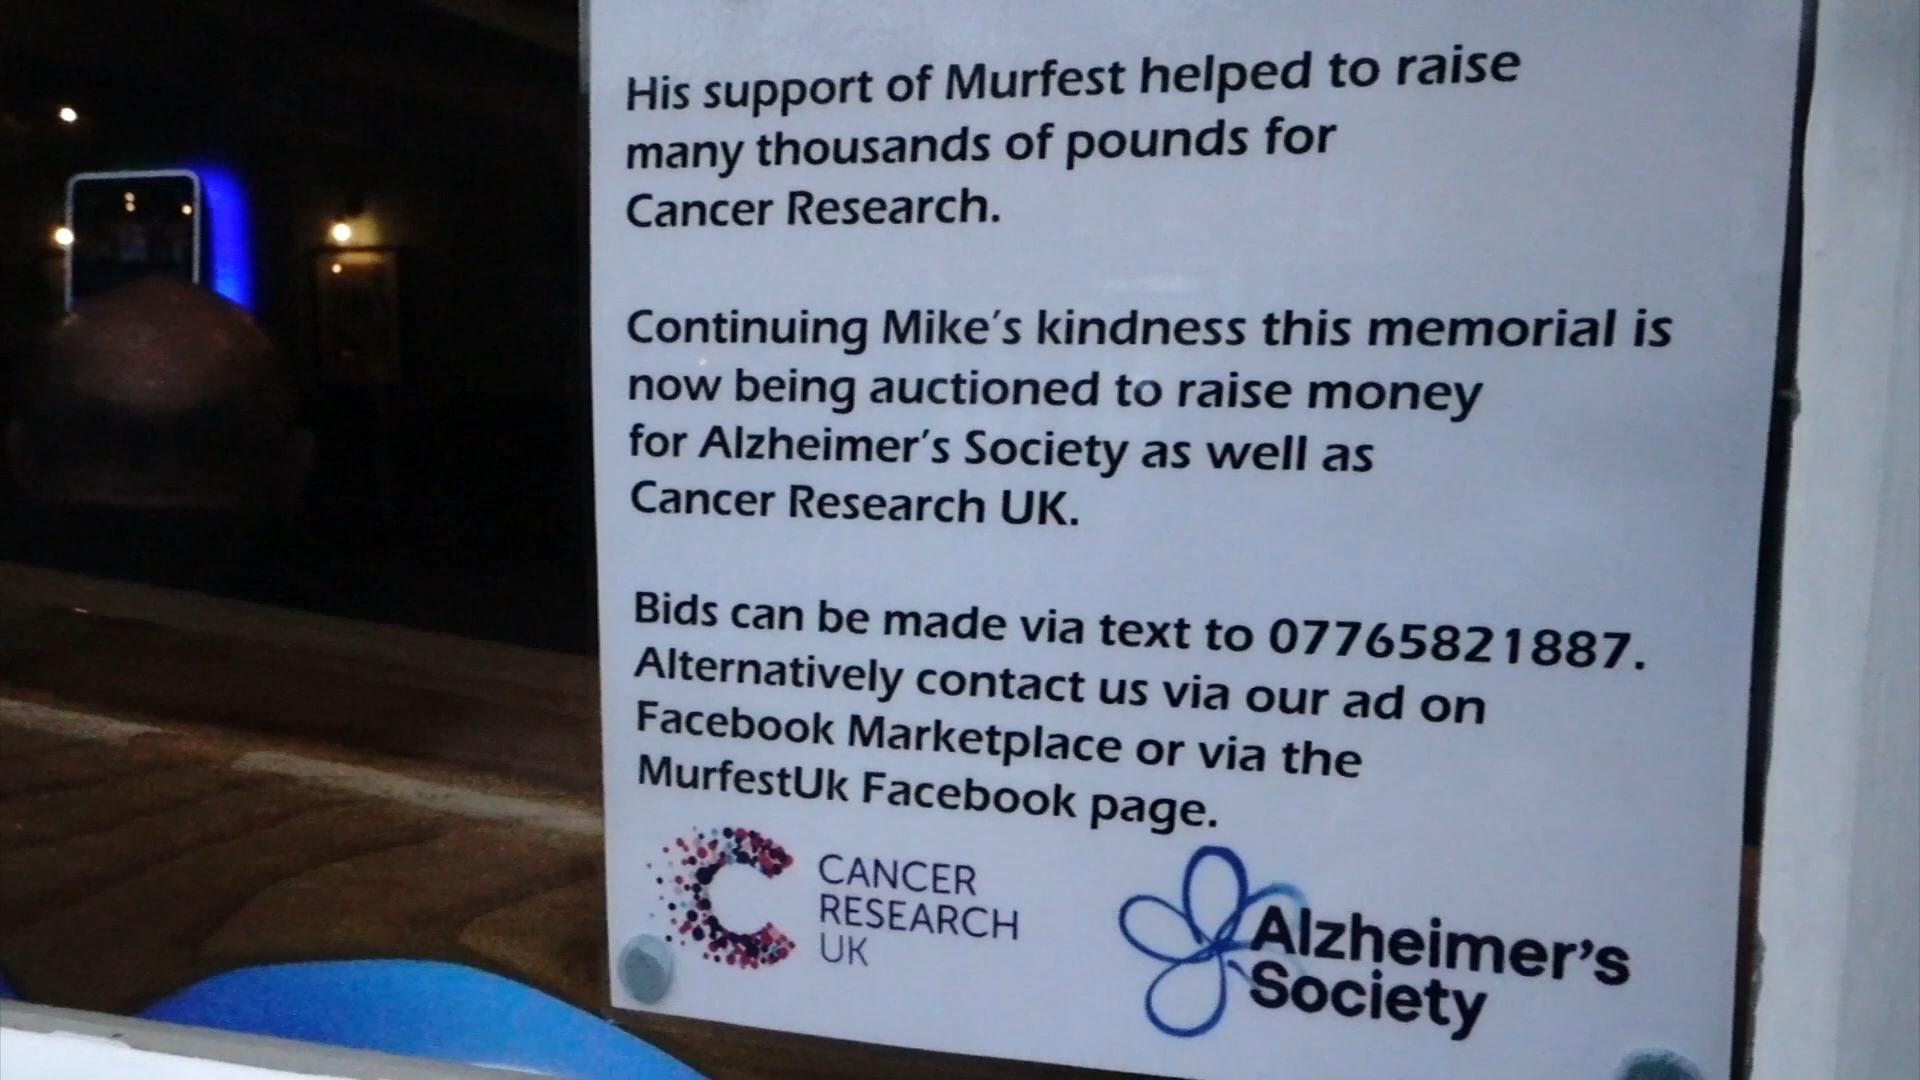 His support of Murfest helped to raise
many thousands of pounds for
Cancer Research.
Continuing Mike's kindness this memorial is
now being auctioned to raise money
for Alzheimer's Society as well as
Cancer Research UK.
Bids can be made via text to 07765821887.
Alternatively contact us via our ad on
Facebook Marketplace or via the
MurfestUk Facebook page.
CANCER
RESEARCH
UK
Alzheimer's
Society